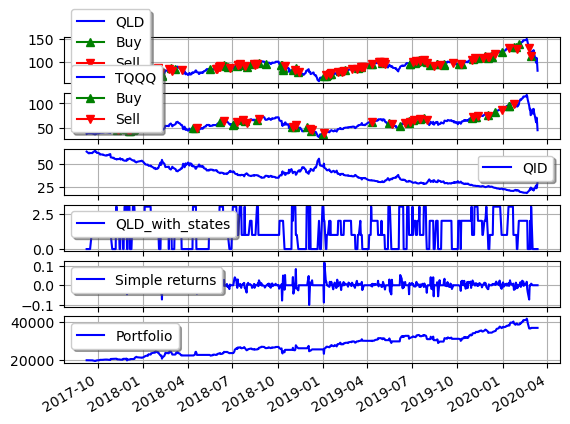 QLD
Buy
Sell
150
100
TQQQ
Buy
Sell
100
50
50
25
QID
2.5
0.0
QLD_with_states
0.1
0.0
−0.1
Simple returns
40000
20000
Portfolio
2017-10 2018-01 2018-04 2018-07 2018-10 2019-01 2019-04 2019-07 2019-10 2020-01 2020-04